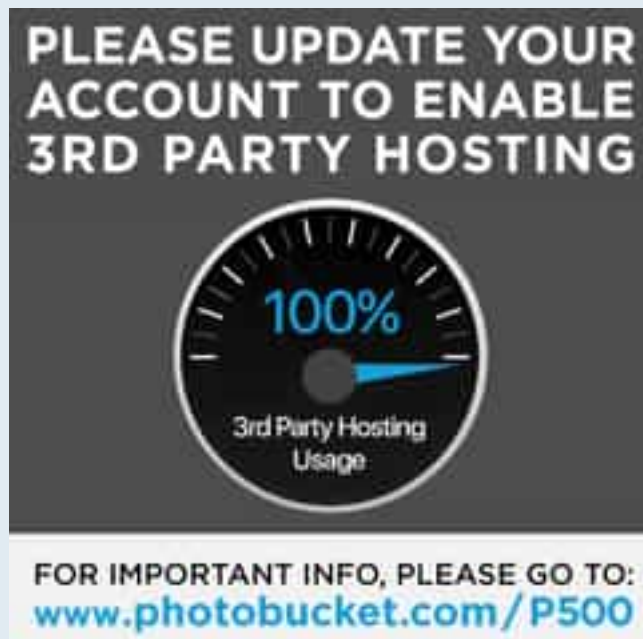 PLEASE UPDATE YOUR
ACCOUNT TO ENABLE
3RD PARTY HOSTING
100%
3rd Party Hosting
Usage
FOR IMPORTANT INFO, PLEASE GO TO:
www.photobucket.com/P500